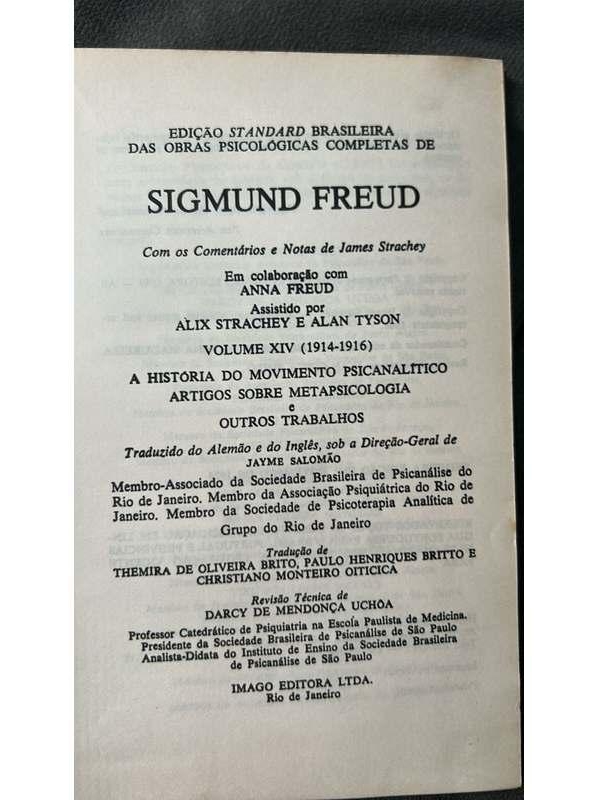 EDIÇÃO STANDARD BRASILEIRA
DAS OBRAS PSICOLÓGICAS COMPLETAS DE
SIGMUND FREUD
Com os Comentários e Notas de James Strachey
Em colaboração com
ANNA FREUD
Assistido por
ALIX STRACHEY E ALAN TYSON
VOLUME XIV (1914-1916)
A HISTÓRIA DO MOVIMENTO PSICANALÍTICO
ARTIGOS SOBRE METAPSICOLOGIA
e
OUTROS TRABALHOS
Traduzido do Alemão e do Inglês, sob a Direção-Geral de
JAYME SALOMÃO
Membro-Associado da Sociedade Brasileira de Psicanálise do
Rio de Janeiro. Membro da Associação Psiquiátrica do Rio de
Janeiro. Membro da Sociedade de Psicoterapia Analítica de
Grupo do Rio de Janeiro
Tradução de
THEMIRA DE OLIVEIRA BRITO, PAULO HENRIQUES BRITTO E
CHRISTIANO MONTEIRO OITICICA
Revisão Técnica de
DARCY DE MENDONÇA UCHÔA
Professor Catedrático de Psiquiatria na Escola Paulista de Medicina.
Presidente da Sociedade Brasileira de Psicanálise de São Paulo
Analista-Didata do Instituto de Ensino da Sociedade Brasileira
de Psicanálise de São Paulo
IMAGO EDITORA LTDA.
Rio de Janeiro